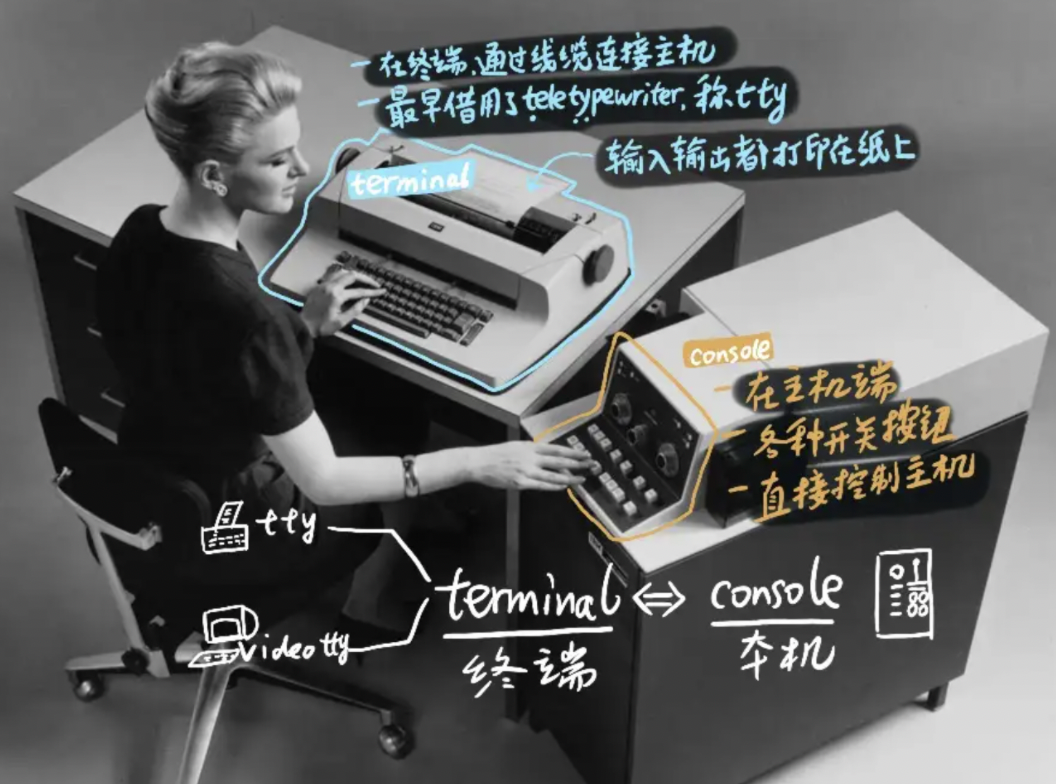 - 在终端、通过线缆连接主机
- 最早借用了teletypewriter, 称tty
输入输出都打印在纸上
terminal
console
- 在主机端
- 各种开关按钮
- 直接控制主机
tty
videotty
terminal ⇔ console
终端 本机